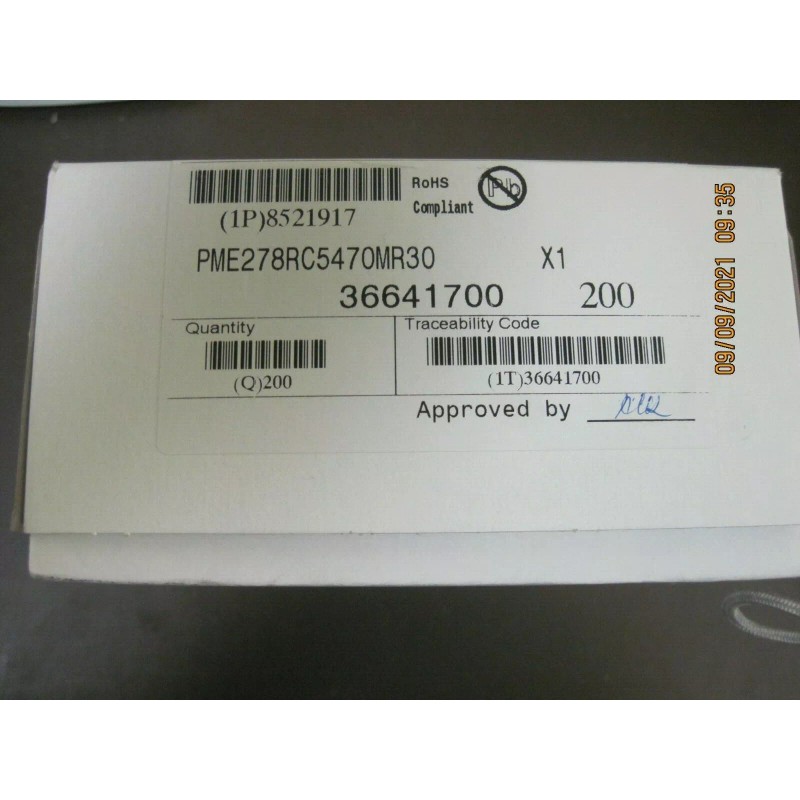 RoHS
Compliant
Pb
(1P)8521917
PME278RC5470MR30 X1
36641700 200
Quantity
(Q)200
Traceability Code
(1T)36641700
Approved by
09/09/2021 09:35